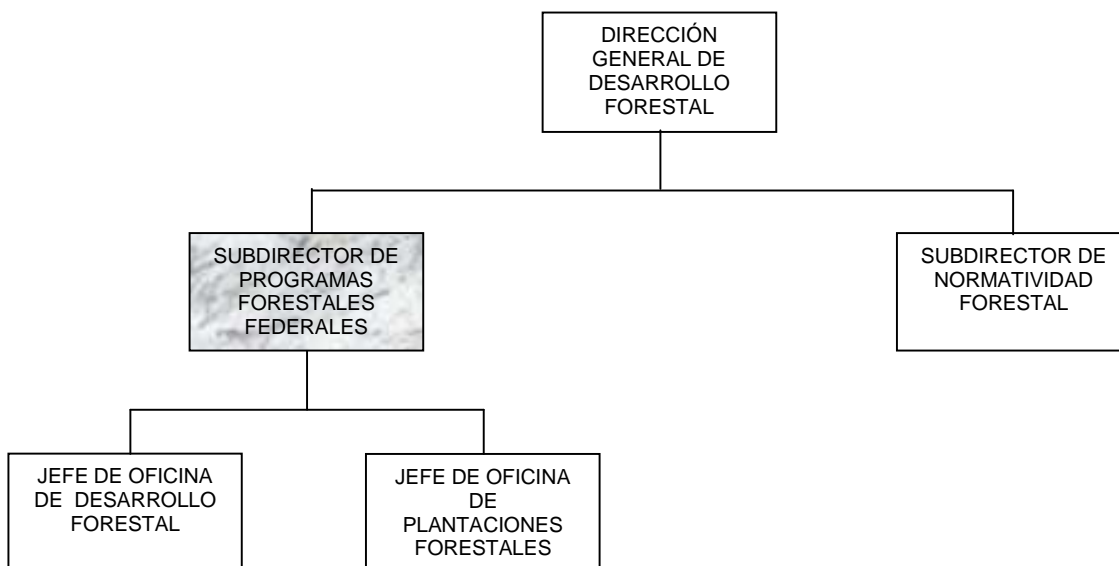 DIRECCIÓN
GENERAL DE
DESARROLLO
FORESTAL
SUBDIRECTOR DE
PROGRAMAS
FORESTALES
FEDERALES
SUBDIRECTOR DE
NORMATIVIDAD
FORESTAL
JEFE DE OFICINA
DE DESARROLLO
FORESTAL
JEFE DE OFICINA
DE
PLANTACIONES
FORESTALES